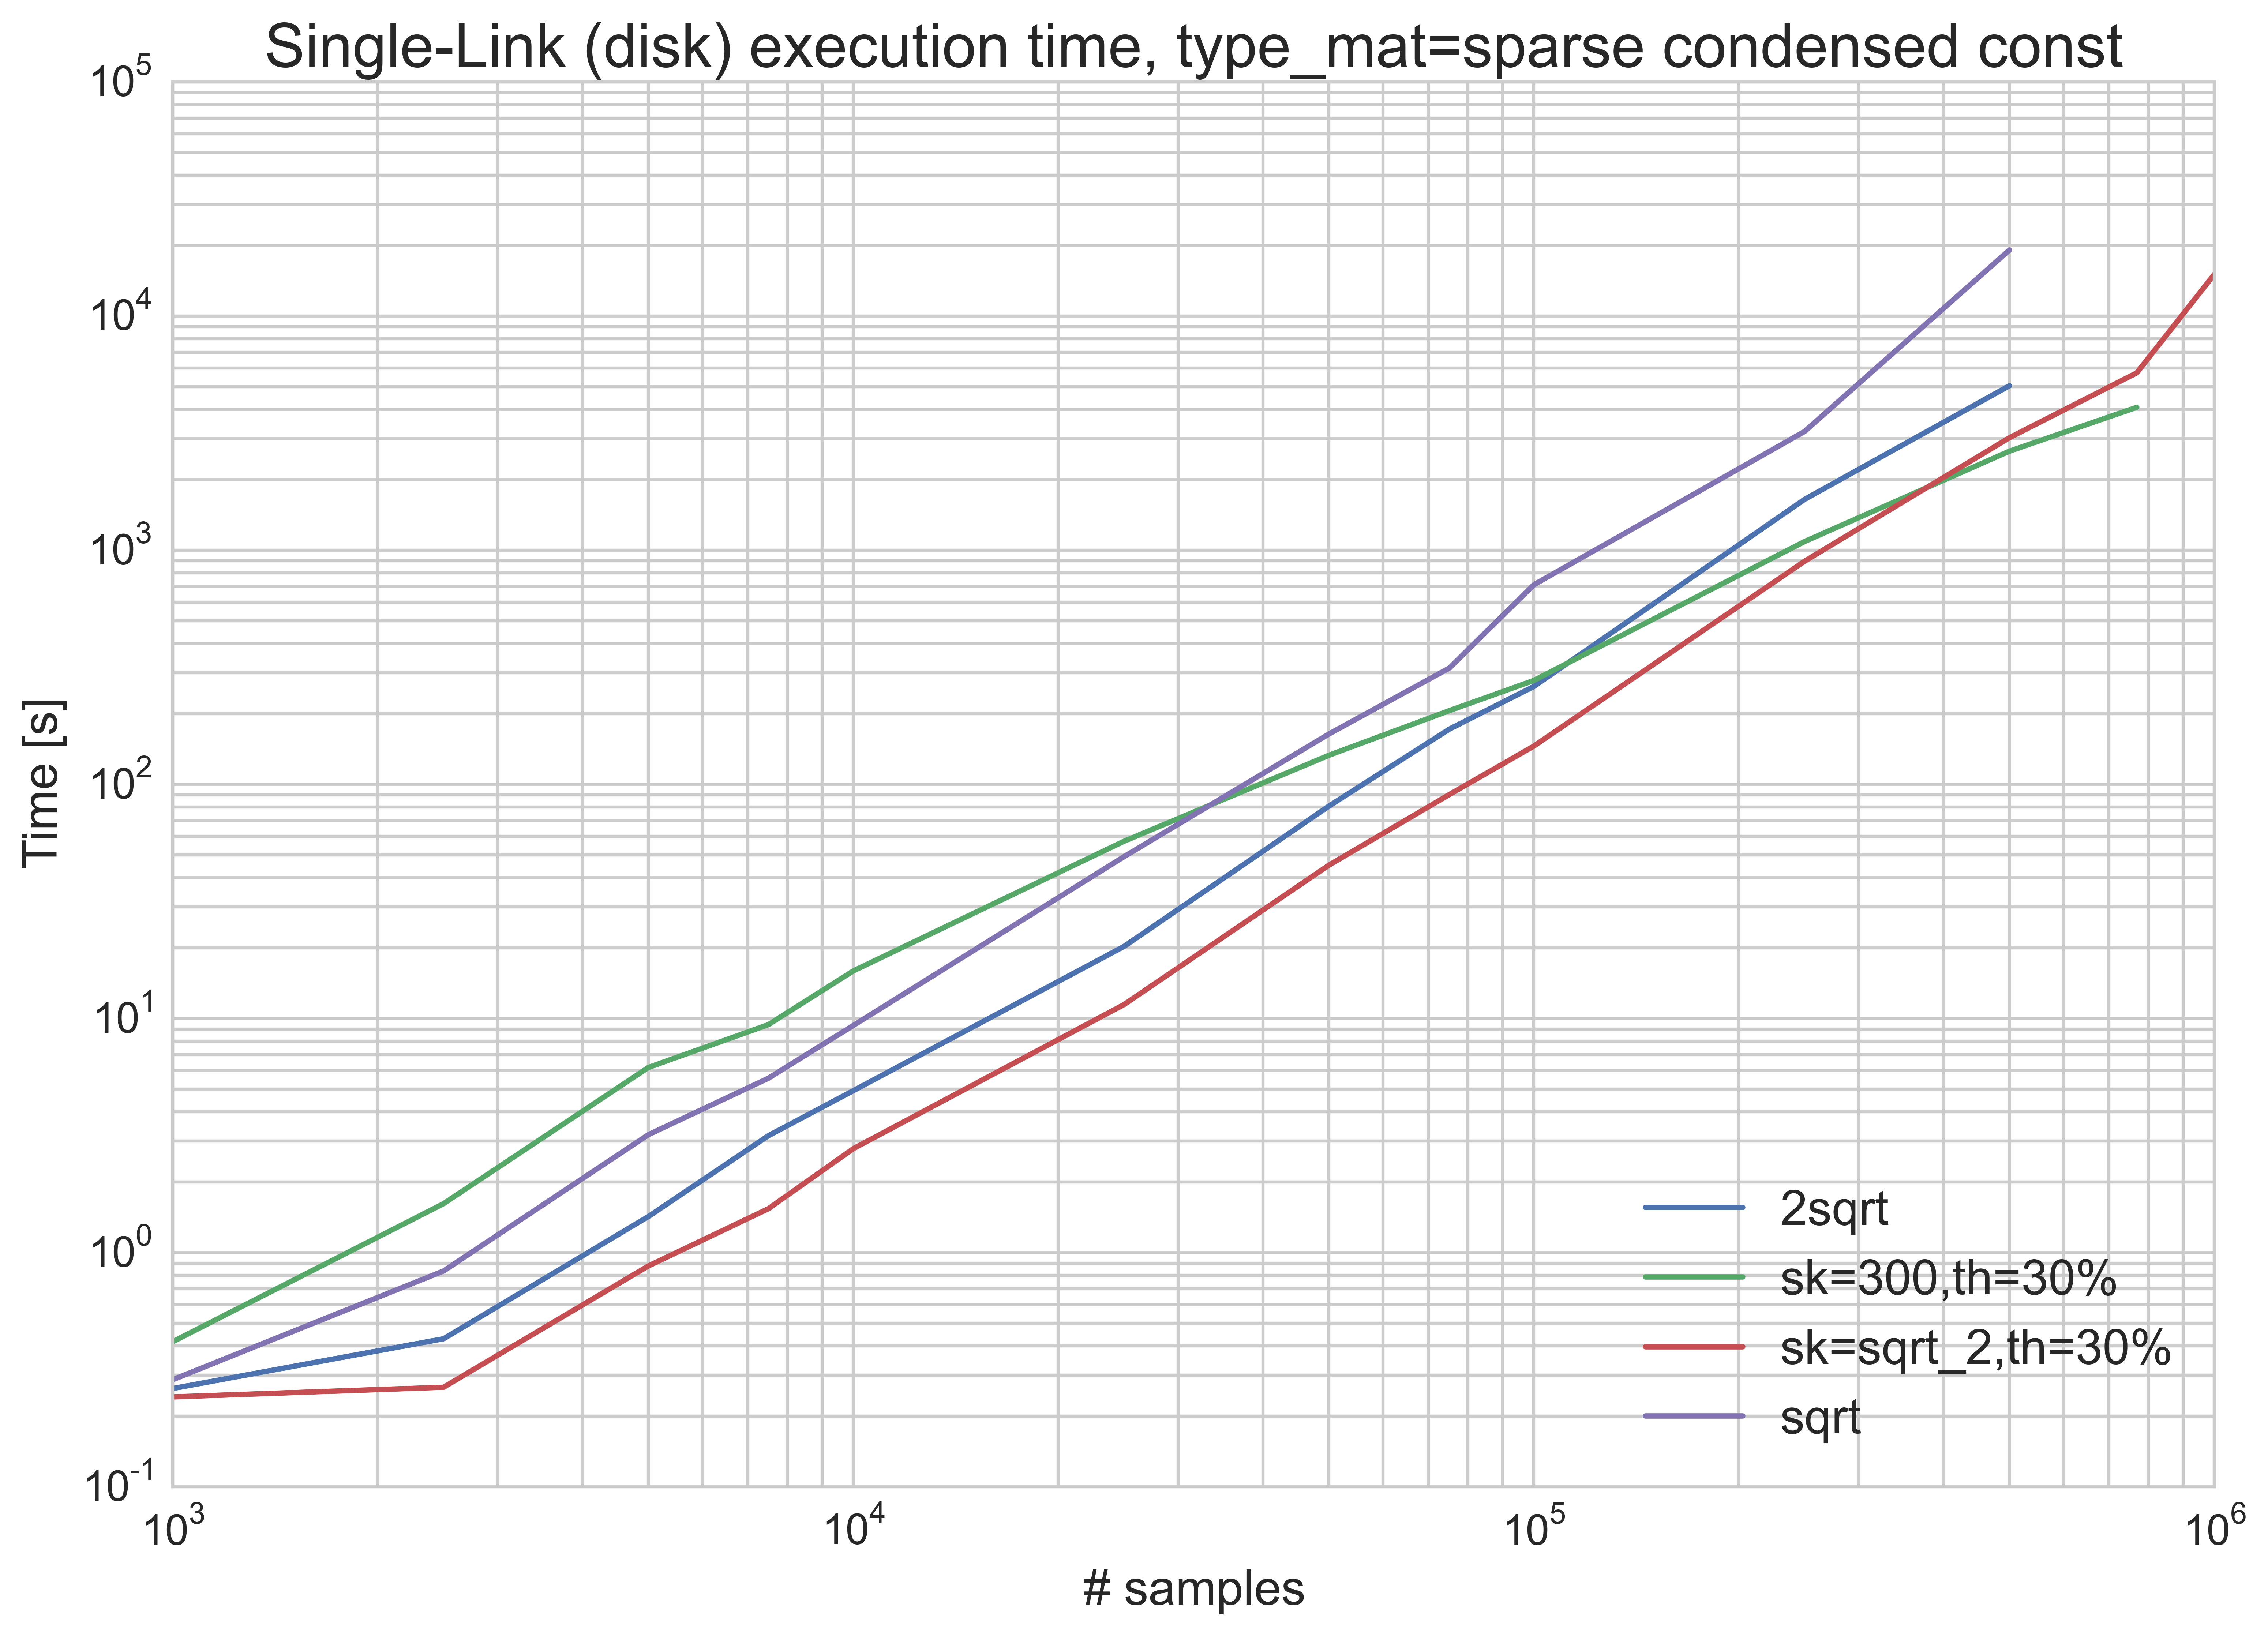 Single-Link (disk) execution time, type_mat=sparse condensed const
10^5
10^4
10^3
10^2
10^1
10^0
10^-1
Time [s]
2sqrt
sk=300,th=30%
sk=sqrt_2,th=30%
sqrt
10^3
10^4
10^5
10^6
# samples